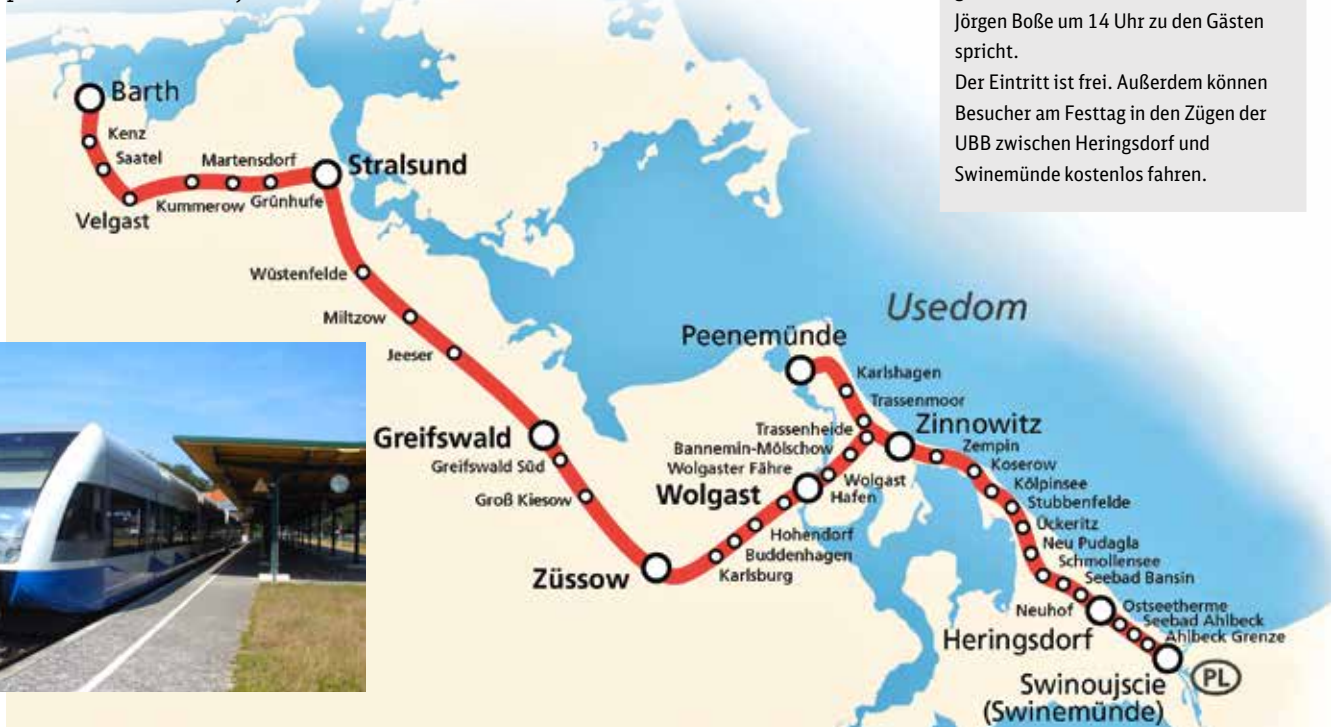 Jörgen Boße um 14 Uhr zu den Gästen
spricht.
Der Eintritt ist frei. Außerdem können
Besucher am Festtag in den Zügen der
UBB zwischen Heringsdorf und
Swinemünde kostenlos fahren.
Barth
Kenz
Saatel
Velgast
Kummerow
Martensdorf
Grünhufe
Stralsund
Wüstenfelde
Miltzow
Jeeser
Greifswald
Greifswald Süd
Groß Kiesow
Züssow
Karlsburg
Buddenhagen
Hohendorf
Wolgast
Wolgast
Hafen
Wolgaster Fähre
Bannemin-Mölschow
Trassenheide
Usedom
Peenemünde
Karlshagen
Trassenmoor
Zinnowitz
Zempin
Koserow
Kölpinsee
Stubbenfelde
Ückeritz
Neu Pudagla
Schmollensee
Seebad Bansin
Neuhof
Heringsdorf
Ostseetherme
Seebad Ahlbeck
Ahlbeck Grenze
Swinoujscie
(Swinemünde)
PL